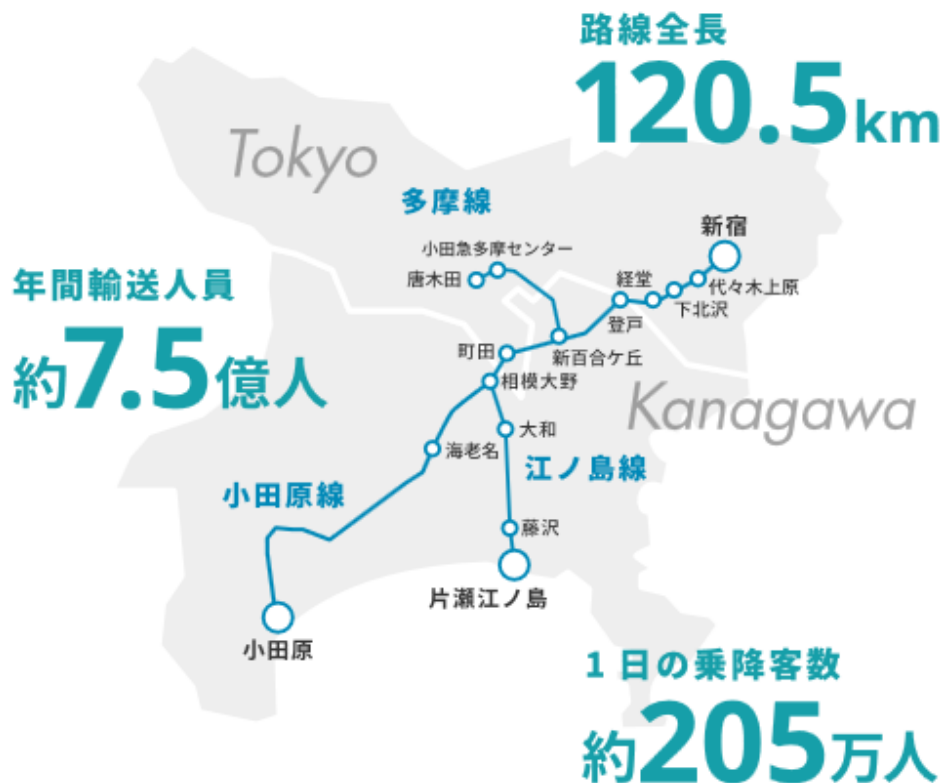 路線全長
120.5km
Tokyo
多摩線
新宿
小田急多摩センター
唐木田
経堂
代々木上原
下北沢
登戸
年間輸送人員
約7.5億人
町田
新百合ケ丘
相模大野
Kanagawa
大和
海老名
江ノ島線
小田原線
藤沢
片瀬江ノ島
小田原
1日の乗降客数
約205万人